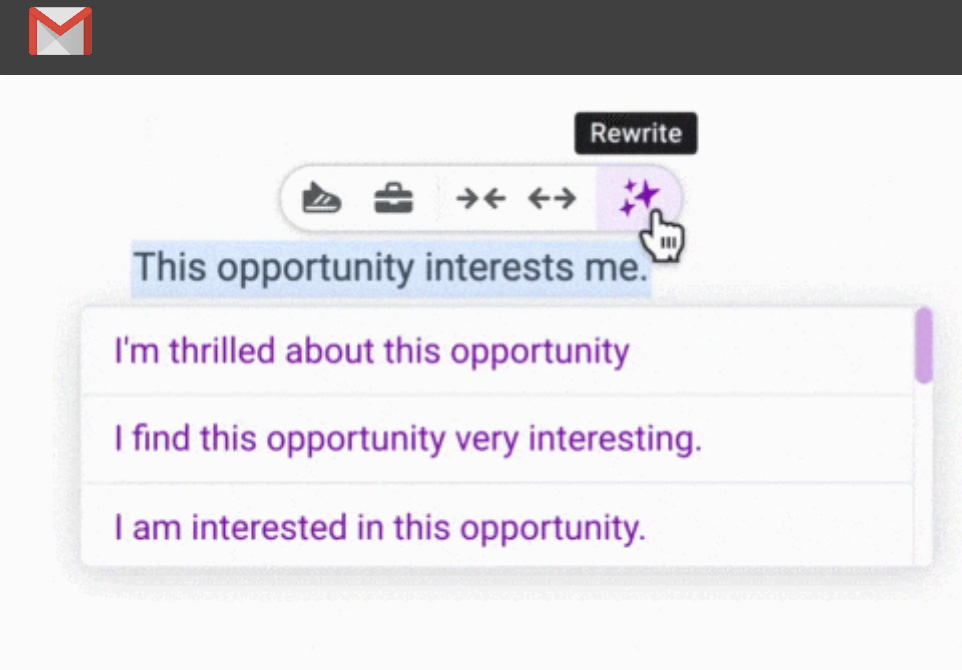 Rewrite
This opportunity interests me.
I'm thrilled about this opportunity
I find this opportunity very interesting.
I am interested in this opportunity.